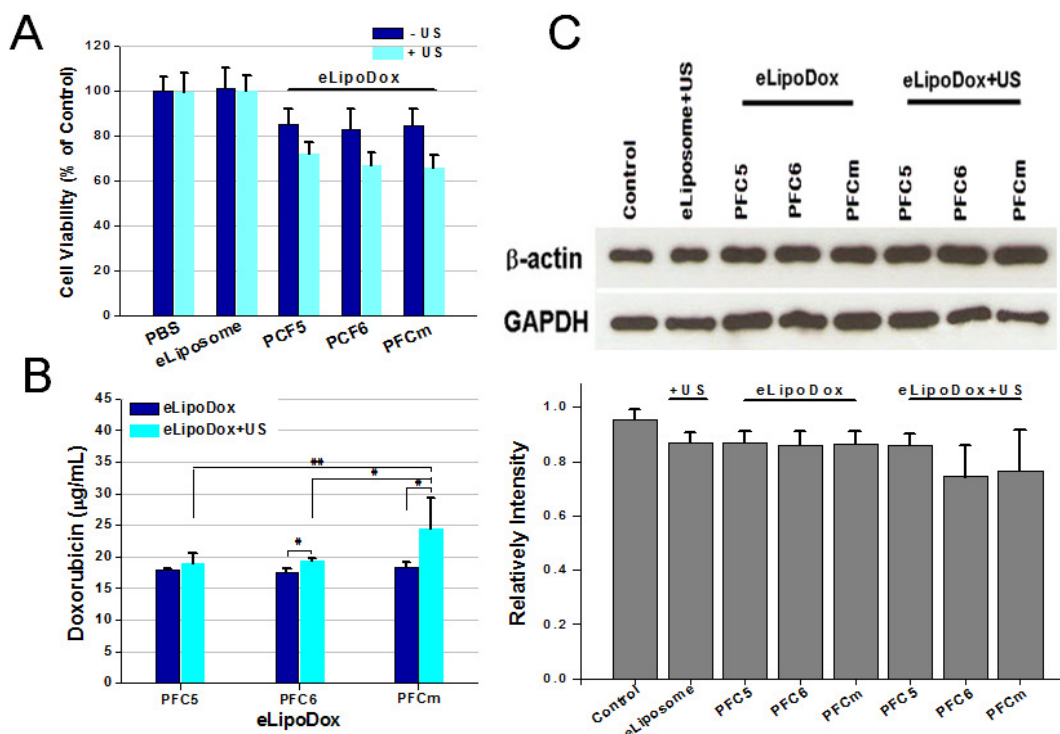 A
- US
+ US
eLipoDox
120
100
80
60
40
20
0
Cell Viability (% of Control)
PBS
eLiposome
PCF5
PCF6
PFCm
B
eLipoDox
eLipoDox+US
45
40
35
30
25
20
15
10
5
0
Doxorubicin (µg/mL)
**
*
*
*
PFC5
PFC6
PFCm
eLipoDox
C
eLipoDox
eLipoDox+US
Control
eLiposome+US
PFC5
PFC6
PFCm
PFC5
PFC6
PFCm
β-actin
GAPDH
+US
eLipoDox
eLipoDox+US
1.0
0.8
0.6
0.4
0.2
0.0
Relatively Intensity
Control
eLiposome
PFC5
PFC6
PFCm
PFC5
PFC6
PFCm